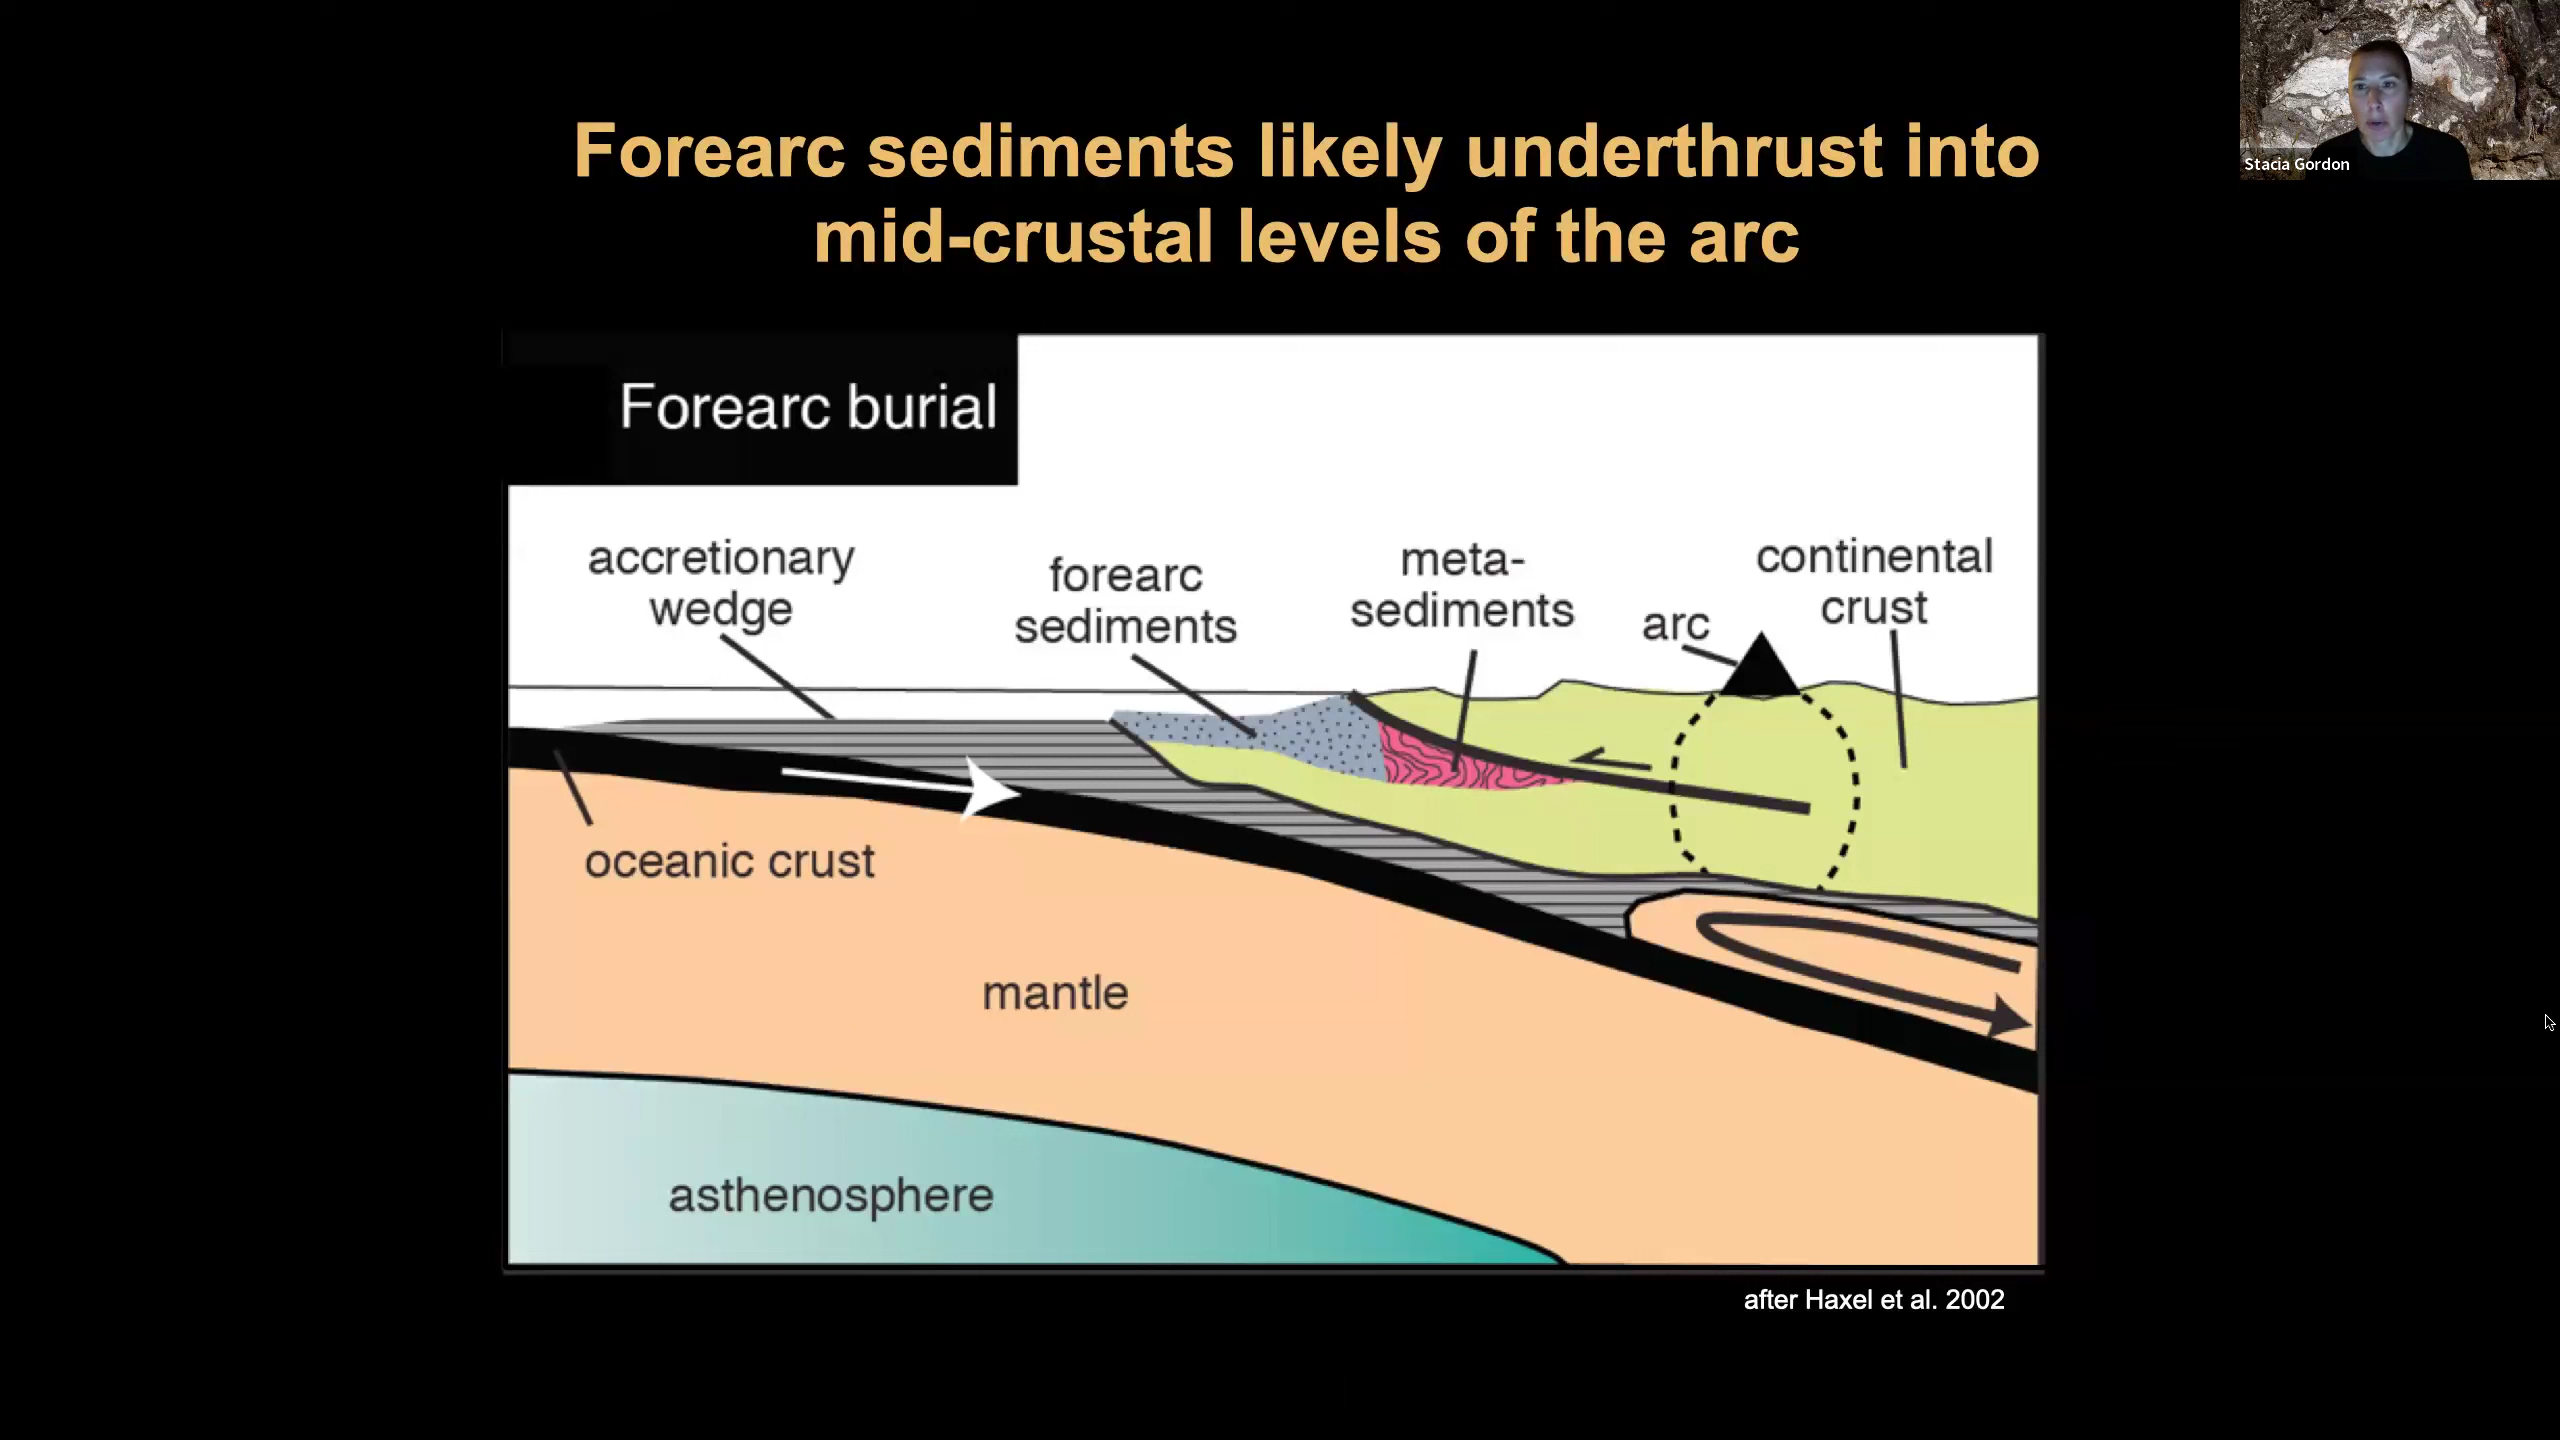 Forearc sediments likely underthrust into
mid-crustal levels of the arc
Stacia Gordon
Forearc burial
accretionary
wedge
forearc
sediments
meta-
sediments
arc
continental
crust
oceanic crust
mantle
asthenosphere
after Haxel et al. 2002